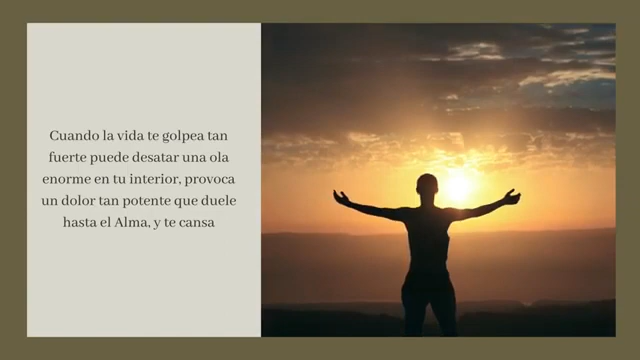 Cuando la vida te golpea tan
fuerte puede desatar una ola
enorme en tu interior, provoca
un dolor tan potente que duele
hasta el Alma, y te cansa